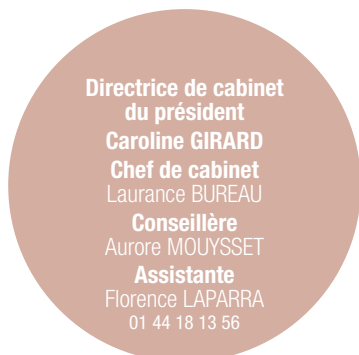 Directrice de cabinet
du président
Caroline GIRARD
Chef de cabinet
Laurance BUREAU
Conseillère
Aurore MOUYSSET
Assistante
Florence LAPARRA
01 44 18 13 56